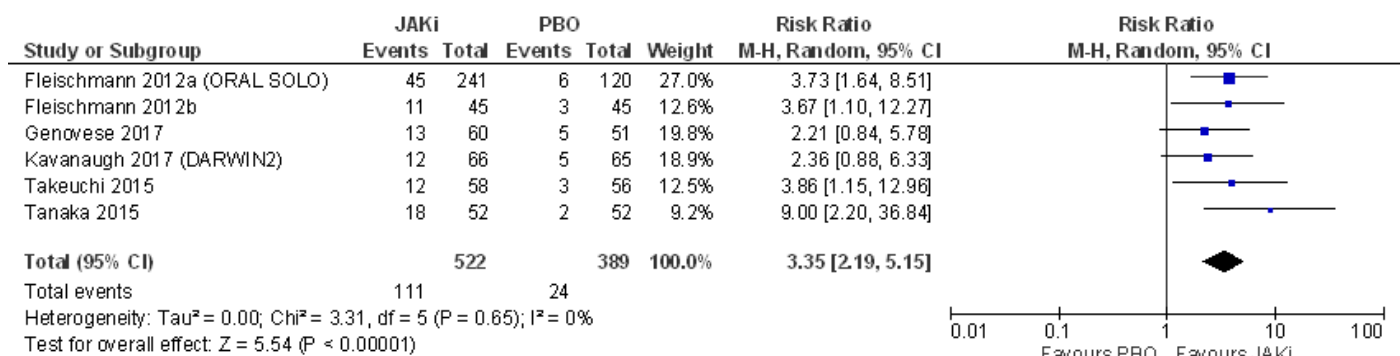 JAKi PBO Risk Ratio Risk Ratio
Study or Subgroup Events Total Events Total Weight M-H, Random, 95% CI M-H, Random, 95% CI
Fleischmann 2012a (ORAL SOLO) 45 241 6 120 27.0% 3.73 [1.64, 8.51]
Fleischmann 2012b 11 45 3 45 12.6% 3.67 [1.10, 12.27]
Genovese 2017 13 60 5 51 19.8% 2.21 [0.84, 5.78]
Kavanaugh 2017 (DARWIN2) 12 66 5 65 18.9% 2.36 [0.88, 6.33]
Takeuchi 2015 12 58 3 56 12.5% 3.86 [1.15, 12.96]
Tanaka 2015 18 52 2 52 9.2% 9.00 [2.20, 36.84]
Total (95% CI) 522 389 100.0% 3.35 [2.19, 5.15]
Total events 111 24
Heterogeneity: Tau² = 0.00; Chi² = 3.31, df = 5 (P = 0.65); I² = 0%
Test for overall effect: Z = 5.54 (P < 0.00001)
0.01 0.1 1 10 100
Favours PBO Favours JAKi